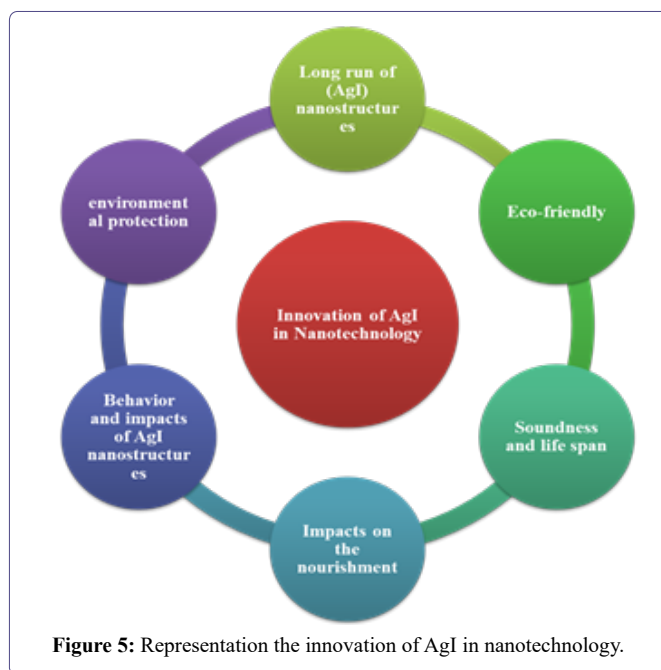 Long run of
(AgI)
nanostructur
es
Eco-friendly
Soundness
and life span
Impacts on
the
nourishment
Behavior
and impacts
of AgI
nanostructur
es
environment
al protection
Innovation of AgI
in Nanotechnology
Figure 5: Representation the innovation of AgI in nanotechnology.